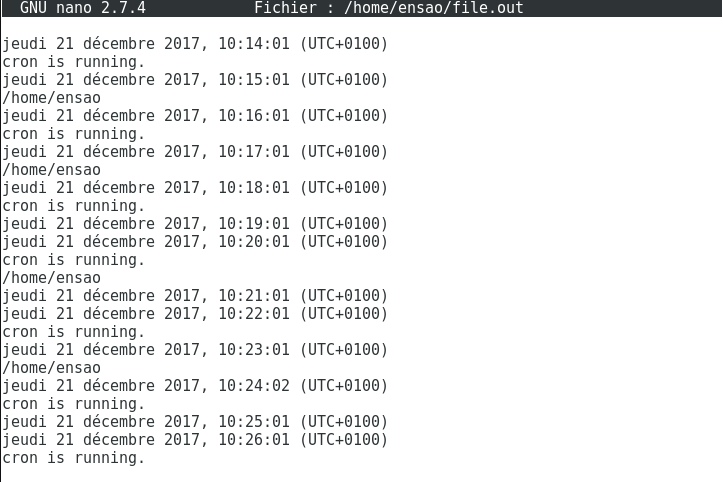 GNU nano 2.7.4 Fichier : /home/ensao/file.out
jeudi 21 décembre 2017, 10:14:01 (UTC+0100)
cron is running.
jeudi 21 décembre 2017, 10:15:01 (UTC+0100)
/home/ensao
jeudi 21 décembre 2017, 10:16:01 (UTC+0100)
cron is running.
jeudi 21 décembre 2017, 10:17:01 (UTC+0100)
/home/ensao
jeudi 21 décembre 2017, 10:18:01 (UTC+0100)
cron is running.
jeudi 21 décembre 2017, 10:19:01 (UTC+0100)
jeudi 21 décembre 2017, 10:20:01 (UTC+0100)
cron is running.
/home/ensao
jeudi 21 décembre 2017, 10:21:01 (UTC+0100)
jeudi 21 décembre 2017, 10:22:01 (UTC+0100)
cron is running.
jeudi 21 décembre 2017, 10:23:01 (UTC+0100)
/home/ensao
jeudi 21 décembre 2017, 10:24:02 (UTC+0100)
cron is running.
jeudi 21 décembre 2017, 10:25:01 (UTC+0100)
jeudi 21 décembre 2017, 10:26:01 (UTC+0100)
cron is running.